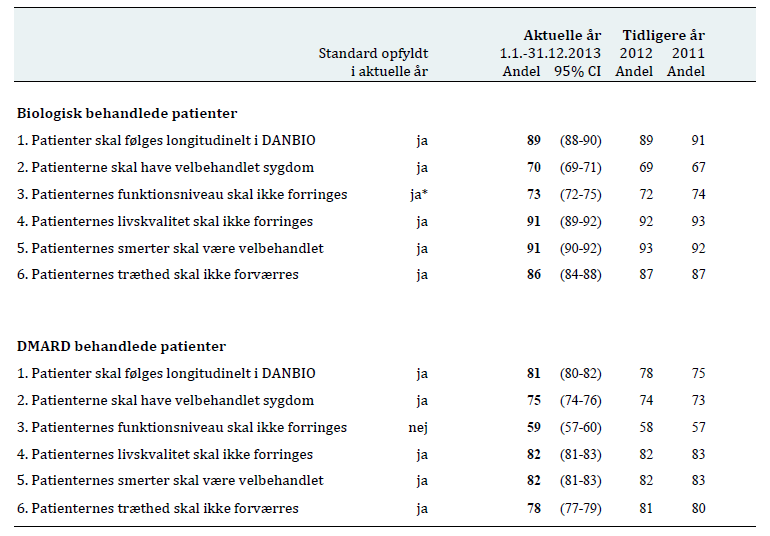 Aktuelle år Tidligere år
Standard opfyldt 1.1.-31.12.2013 2012 2011
i aktuelle år Andel 95% CI Andel Andel
Biologisk behandlede patienter
1. Patienter skal følges longitudinelt i DANBIO ja 89 (88-90) 89 91
2. Patienterne skal have velbehandlet sygdom ja 70 (69-71) 69 67
3. Patienternes funktionsniveau skal ikke forringes ja* 73 (72-75) 72 74
4. Patienternes livskvalitet skal ikke forringes ja 91 (89-92) 92 93
5. Patienternes smerter skal være velbehandlet ja 91 (90-92) 93 92
6. Patienternes træthed skal ikke forværres ja 86 (84-88) 87 87
DMARD behandlede patienter
1. Patienter skal følges longitudinelt i DANBIO ja 81 (80-82) 78 75
2. Patienterne skal have velbehandlet sygdom ja 75 (74-76) 74 73
3. Patienternes funktionsniveau skal ikke forringes nej 59 (57-60) 58 57
4. Patienternes livskvalitet skal ikke forringes ja 82 (81-83) 82 83
5. Patienternes smerter skal være velbehandlet ja 82 (81-83) 82 83
6. Patienternes træthed skal ikke forværres ja 78 (77-79) 81 80